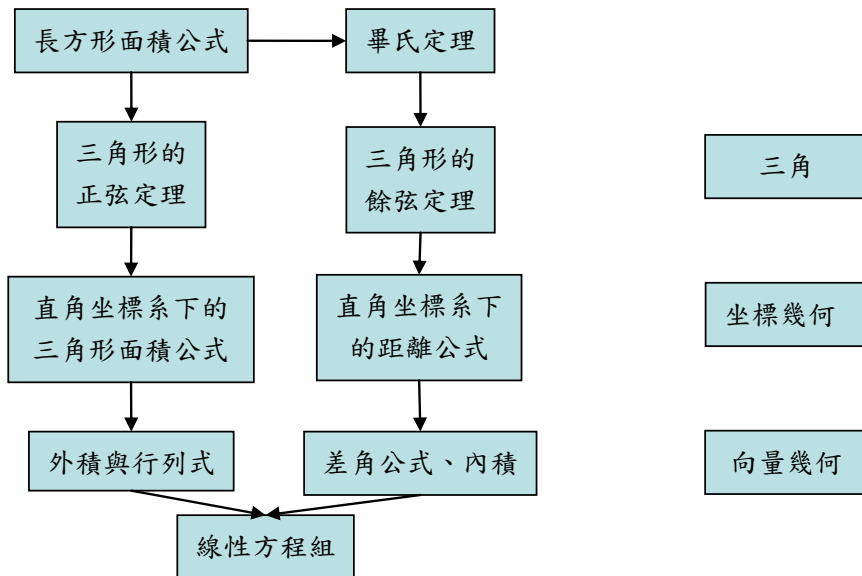 長方形面積公式
畢氏定理
三角形的
正弦定理
三角形的
餘弦定理
三角
直角坐標系下的
三角形面積公式
直角坐標系下
的距離公式
坐標幾何
外積與行列式
差角公式、內積
向量幾何
線性方程組